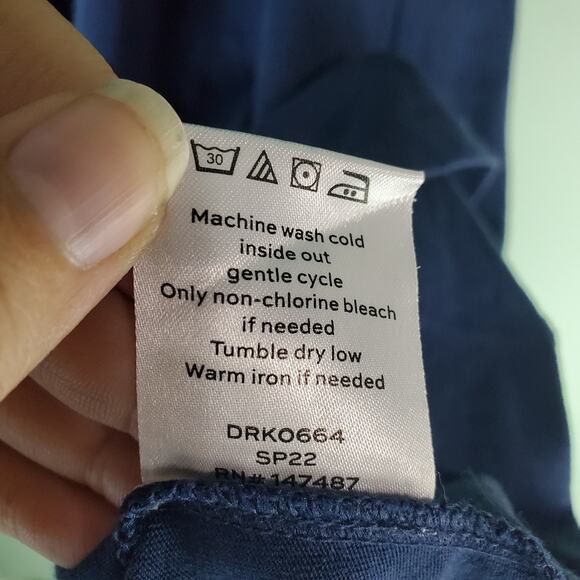 30
Machine wash cold
inside out
gentle cycle
Only non-chlorine bleach
if needed
Tumble dry low
Warm iron if needed
DRK0664
SP22
RN# 147487